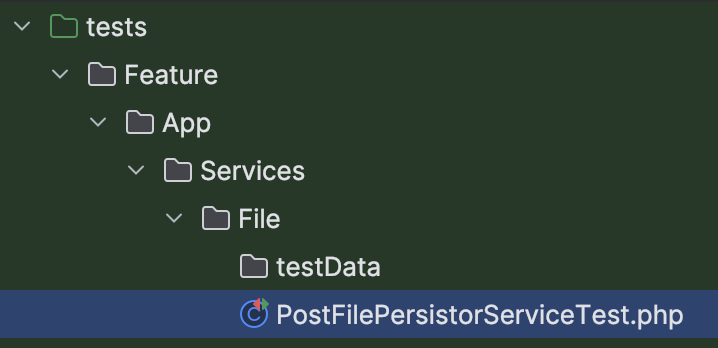 tests
Feature
App
Services
File
testData
PostFilePersistorServiceTest.php